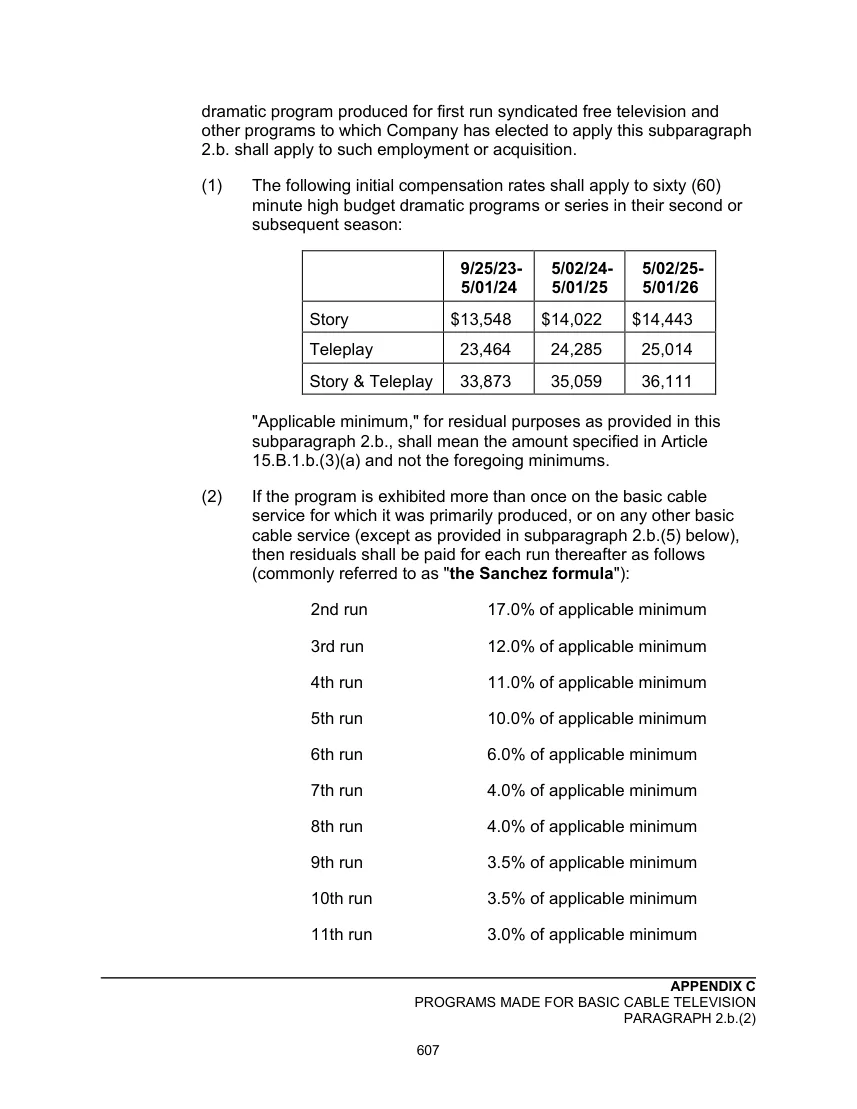 dramatic program produced for first run syndicated free television and
other programs to which Company has elected to apply this subparagraph
2.b. shall apply to such employment or acquisition.
(1) The following initial compensation rates shall apply to sixty (60)
minute high budget dramatic programs or series in their second or
subsequent season:
9/25/23- 5/02/24- 5/02/25-
5/01/24 5/01/25 5/01/26
Story $13,548 $14,022 $14,443
Teleplay 23,464 24,285 25,014
Story & Teleplay 33,873 35,059 36,111
"Applicable minimum," for residual purposes as provided in this
subparagraph 2.b., shall mean the amount specified in Article
15.B.1.b.(3)(a) and not the foregoing minimums.
(2) If the program is exhibited more than once on the basic cable
service for which it was primarily produced, or on any other basic
cable service (except as provided in subparagraph 2.b.(5) below),
then residuals shall be paid for each run thereafter as follows
(commonly referred to as "the Sanchez formula"):
2nd run 17.0% of applicable minimum
3rd run 12.0% of applicable minimum
4th run 11.0% of applicable minimum
5th run 10.0% of applicable minimum
6th run 6.0% of applicable minimum
7th run 4.0% of applicable minimum
8th run 4.0% of applicable minimum
9th run 3.5% of applicable minimum
10th run 3.5% of applicable minimum
11th run 3.0% of applicable minimum
APPENDIX C
PROGRAMS MADE FOR BASIC CABLE TELEVISION
PARAGRAPH 2.b.(2)
607